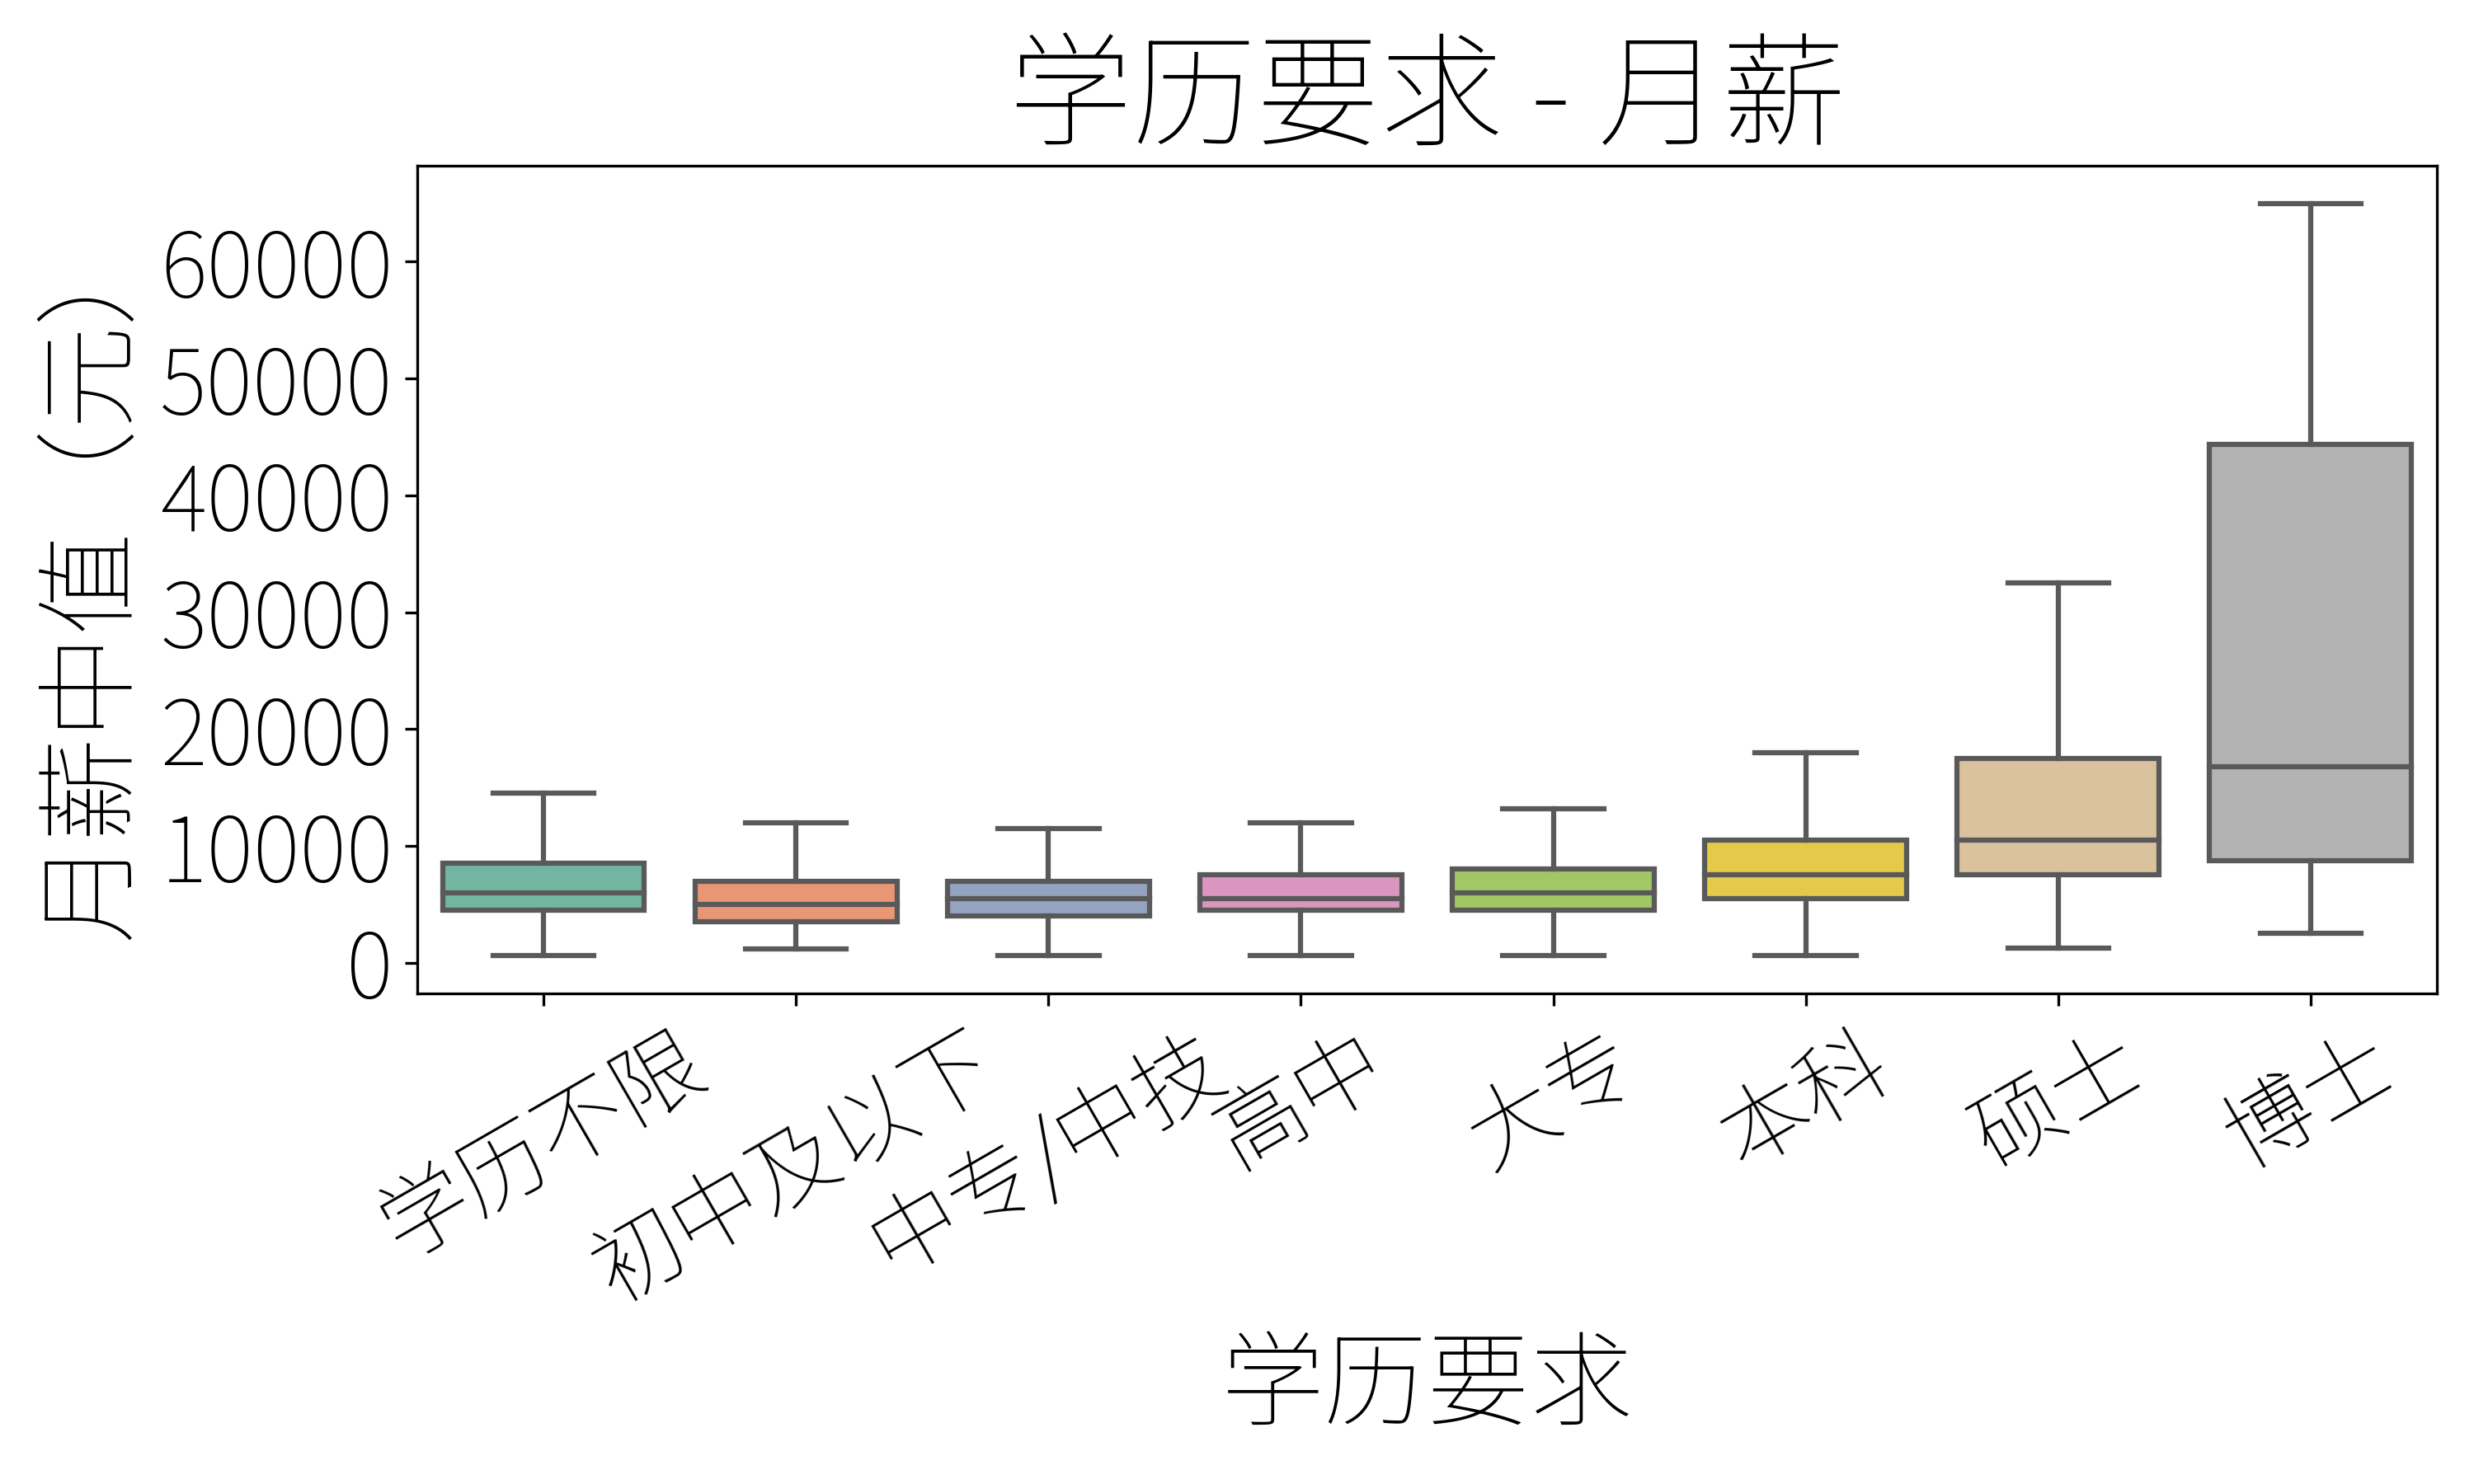 学历要求 - 月薪
月薪中值（元）
60000
50000
40000
30000
20000
10000
0
学历不限
初中及以下
中专/中技
高中
大专
本科
硕士
博士
学历要求